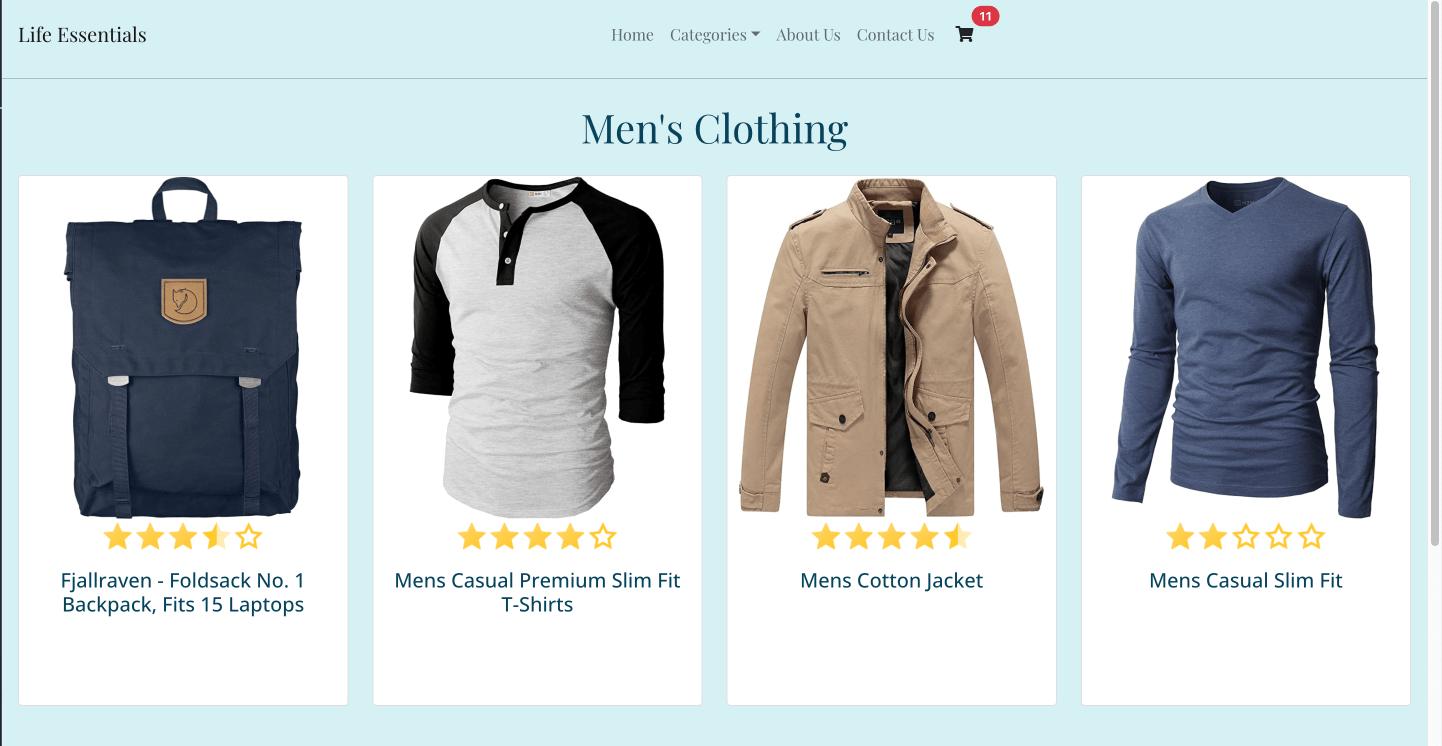 Life Essentials
Home Categories About Us Contact Us 11
Men's Clothing
Fjallraven - Foldsack No. 1
Backpack, Fits 15 Laptops
Mens Casual Premium Slim Fit
T-Shirts
Mens Cotton Jacket
Mens Casual Slim Fit